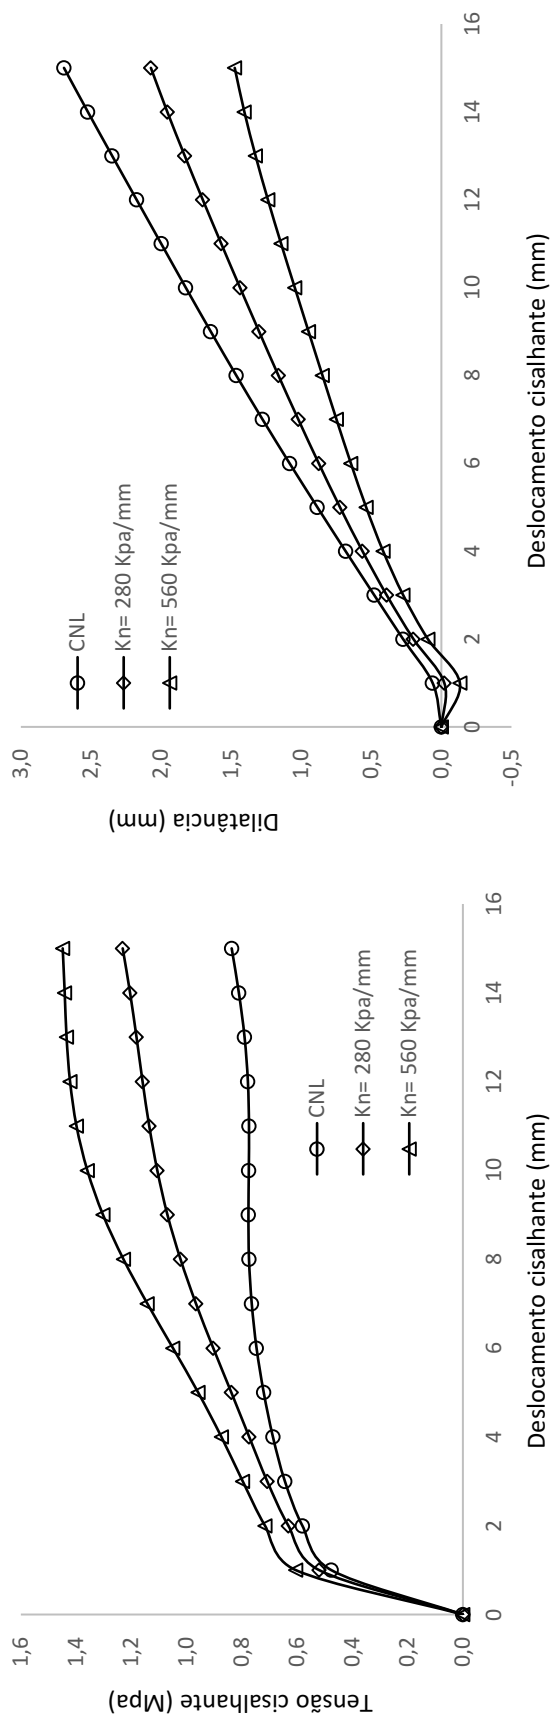 Tensão cisalhante (Mpa)
1,6
1,4
1,2
1,0
0,8
0,6
0,4
0,2
0,0
0 2 4 6 8 10 12 14 16
Deslocamento cisalhante (mm)
CNL
Kn= 280 Kpa/mm
Kn= 560 Kpa/mm
Dilatância (mm)
3,0
2,5
2,0
1,5
1,0
0,5
0,0
-0,5
0 2 4 6 8 10 12 14 16
Deslocamento cisalhante (mm)
CNL
Kn= 280 Kpa/mm
Kn= 560 Kpa/mm